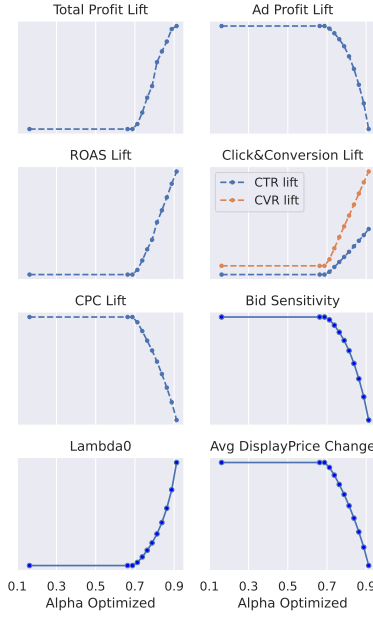 Total Profit Lift
Ad Profit Lift
ROAS Lift
Click&Conversion Lift
CTR lift
CVR lift
CPC Lift
Bid Sensitivity
Lambda0
Avg DisplayPrice Change
0.1 0.3 0.5 0.7 0.9
0.1 0.3 0.5 0.7 0.9
Alpha Optimized
Alpha Optimized